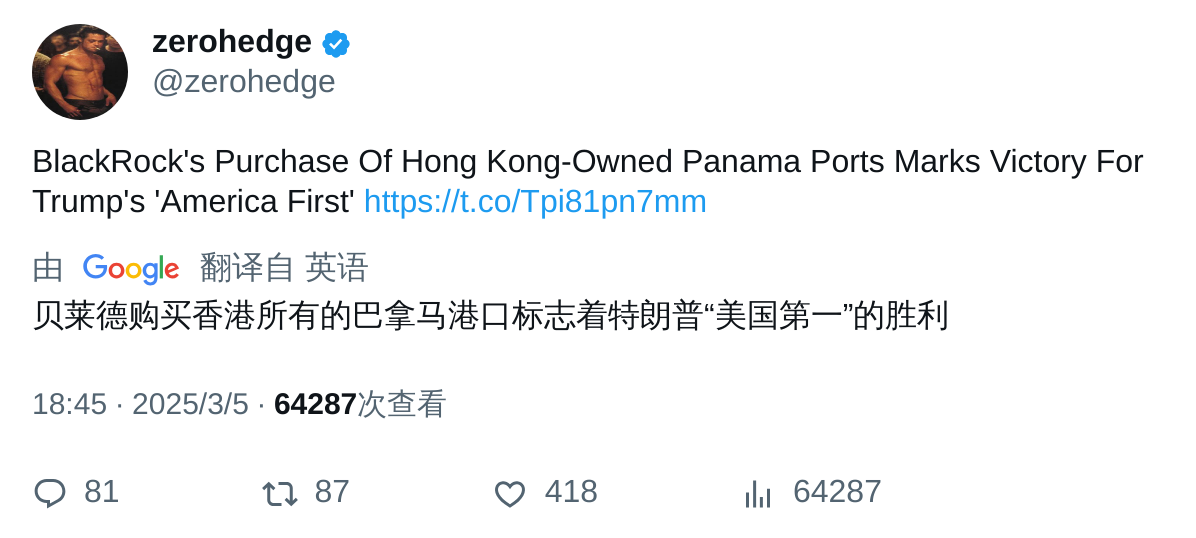 zerohedge
@zerohedge
BlackRock's Purchase Of Hong Kong-Owned Panama Ports Marks Victory For
Trump's 'America First' https://t.co/Tpi81pn7mm
由 Google 翻译自 英语
贝莱德购买香港所有的巴拿马港口标志着特朗普“美国第一”的胜利
18:45 · 2025/3/5 · 64287次查看
81 87 418 64287